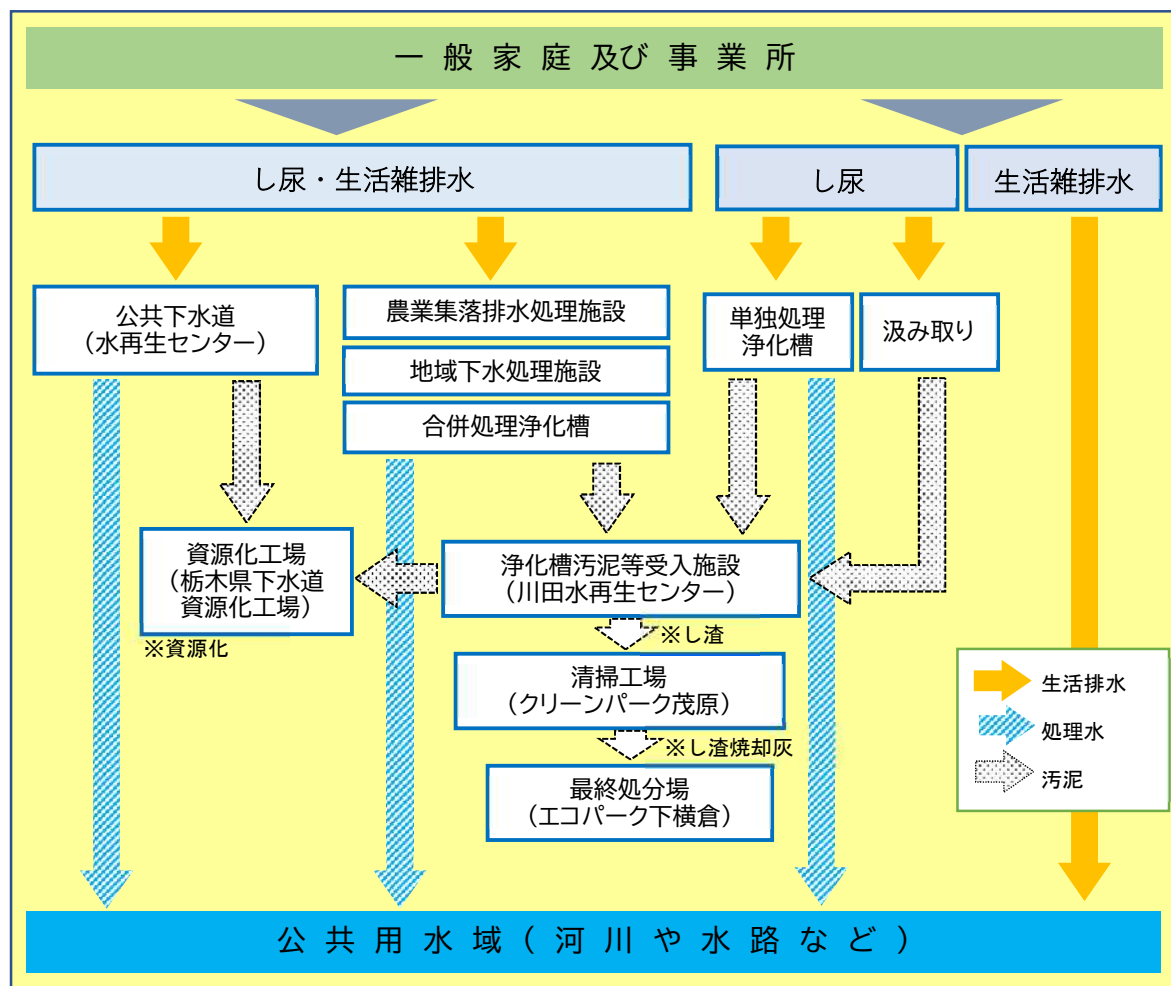 一般家庭及び事業所
し尿・生活雑排水
し尿
生活雑排水
公共下水道
（水再生センター）
農業集落排水処理施設
地域下水処理施設
合併処理浄化槽
単独処理
浄化槽
汲み取り
資源化工場
（栃木県下水道
資源化工場）
※資源化
浄化槽汚泥等受入施設
（川田水再生センター）
※し渣
清掃工場
（クリーンパーク茂原）
※し渣焼却灰
最終処分場
（エコパーク下横倉）
生活排水
処理水
汚泥
公共用水域（河川や水路など）